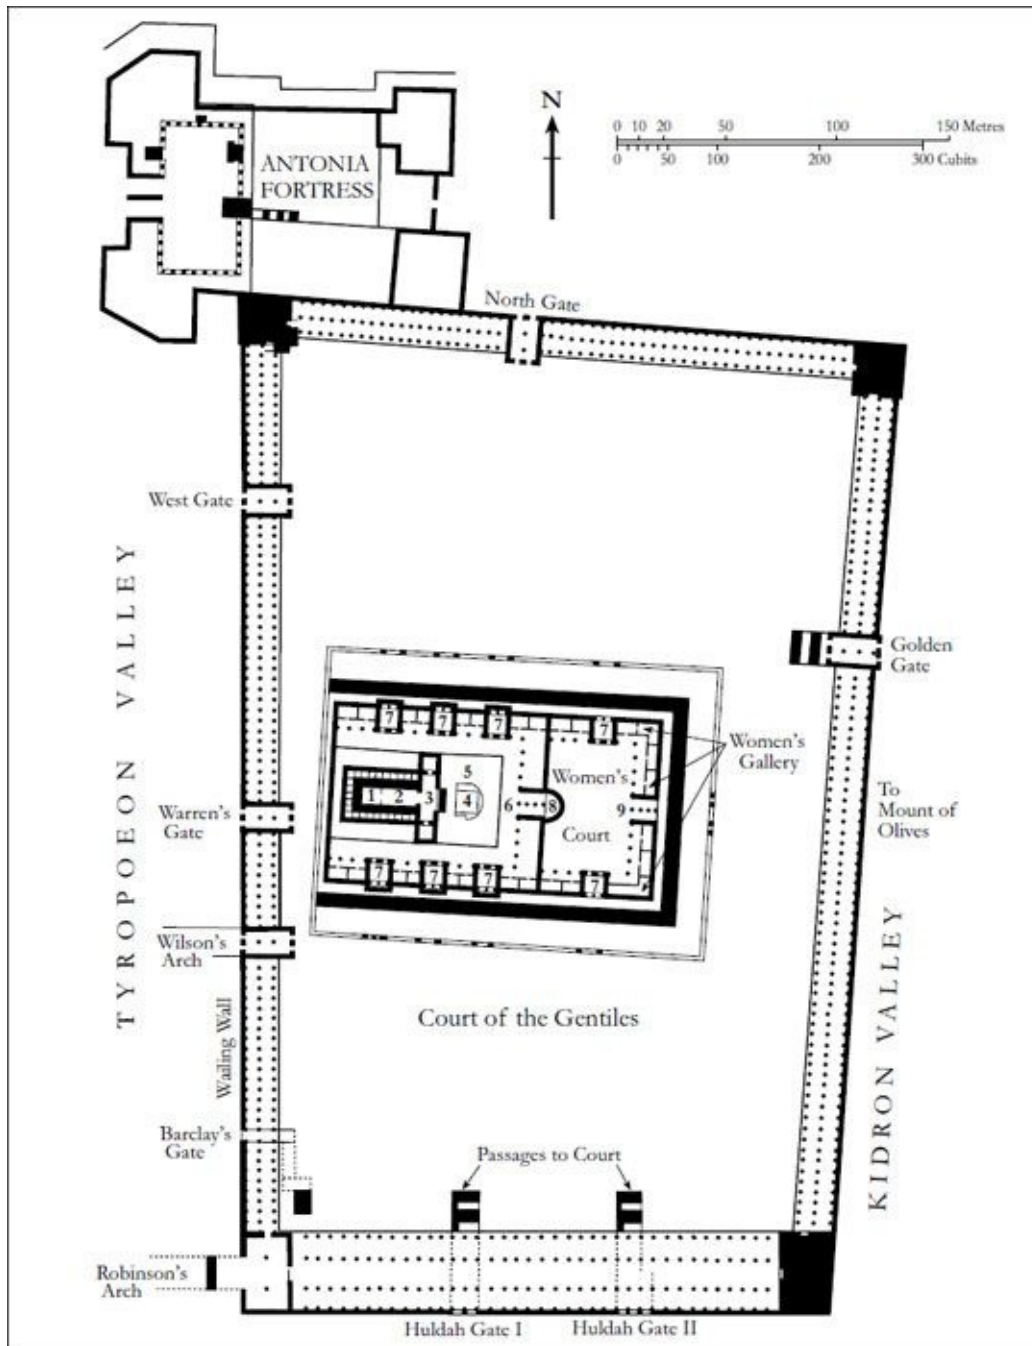 N
0 10 20 50 100 150 Metres
0 50 100 200 300 Cubits
ANTONIA
FORTRESS
North Gate
West Gate
TYROPOEON VALLEY
Golden
Gate
Women's
Gallery
7 7 7 7
5
Women's
1 2 3 4 6 8 9
Court
7 7 7 7
To
Mount of
Olives
Warren's
Gate
Wilson's
Arch
KIDRON VALLEY
Court of the Gentiles
Wailing Wall
Barclay's
Gate
Passages to Court
Robinson's
Arch
Huldah Gate I
Huldah Gate II